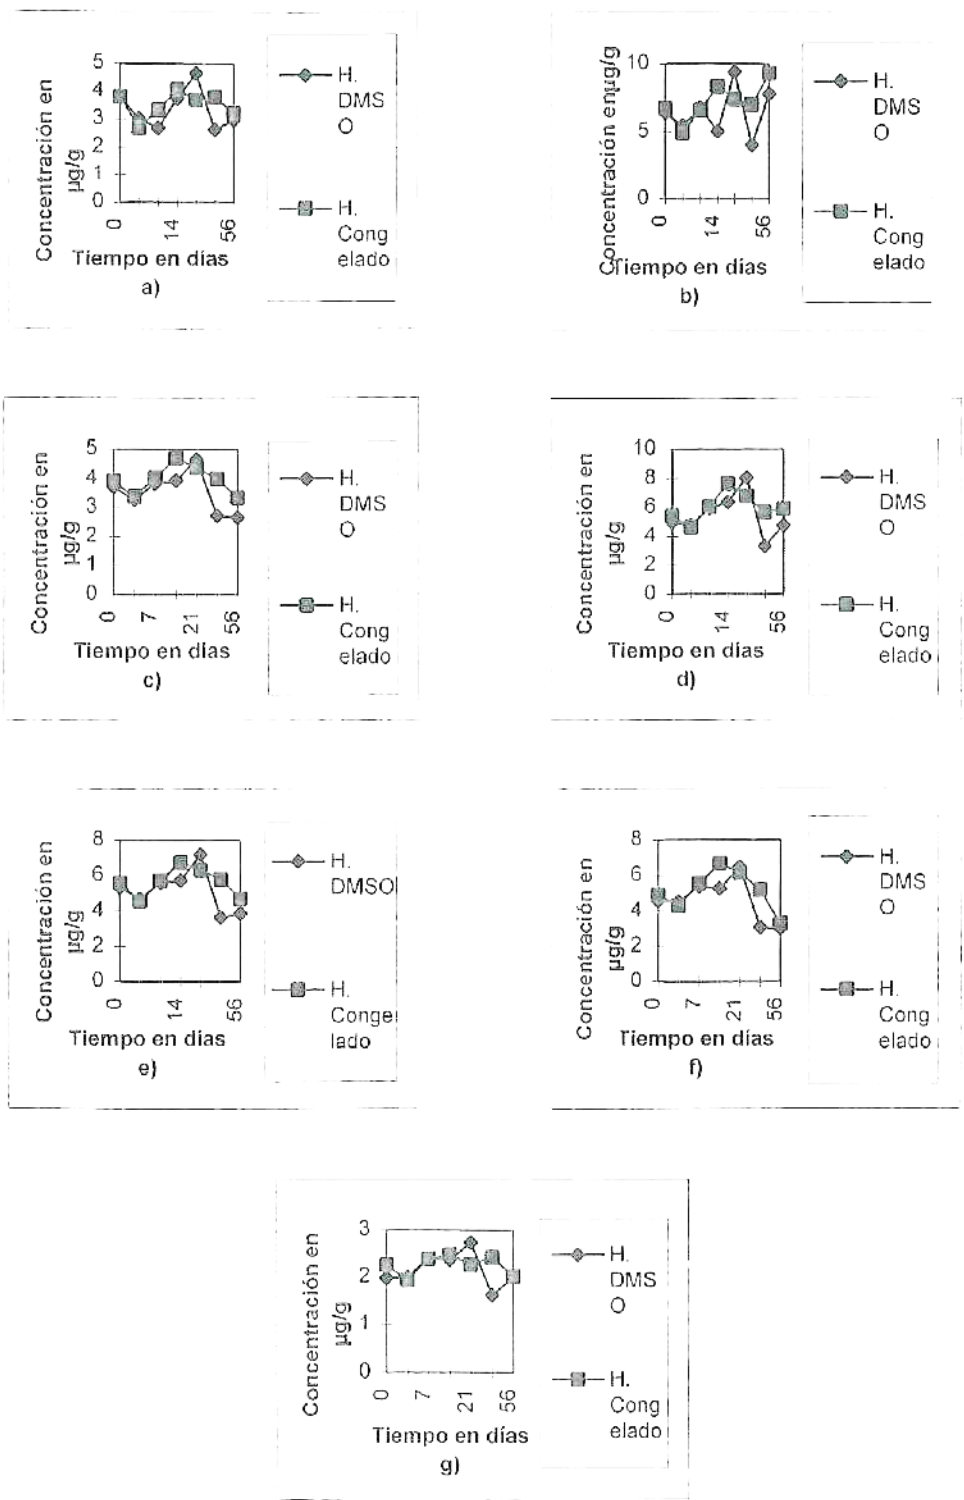 Concentración en
µg/g
5
4
3
2
1
0
0
14
56
Tiempo en días
a)
H.
DMS
O
H.
Cong
elado
Concentración enµg/g
10
5
0
0
14
56
Tiempo en días
b)
H.
DMS
O
H.
Cong
elado
Concentración en
µg/g
5
4
3
2
1
0
0
7
21
56
Tiempo en días
c)
H.
DMS
O
H.
Cong
elado
Concentración en
µg/g
10
8
6
4
2
0
0
14
56
Tiempo en días
d)
H.
DMS
O
H.
Cong
elado
Concentración en
µg/g
8
6
4
2
0
0
14
56
Tiempo en días
e)
H.
DMSO
H.
Congel
lado
Concentración en
µg/g
8
6
4
2
0
0
7
21
56
Tiempo en días
f)
H.
DMS
O
H.
Cong
elado
Concentración en
µg/g
3
2
1
0
0
7
21
56
Tiempo en días
g)
H.
DMS
O
H.
Cong
elado